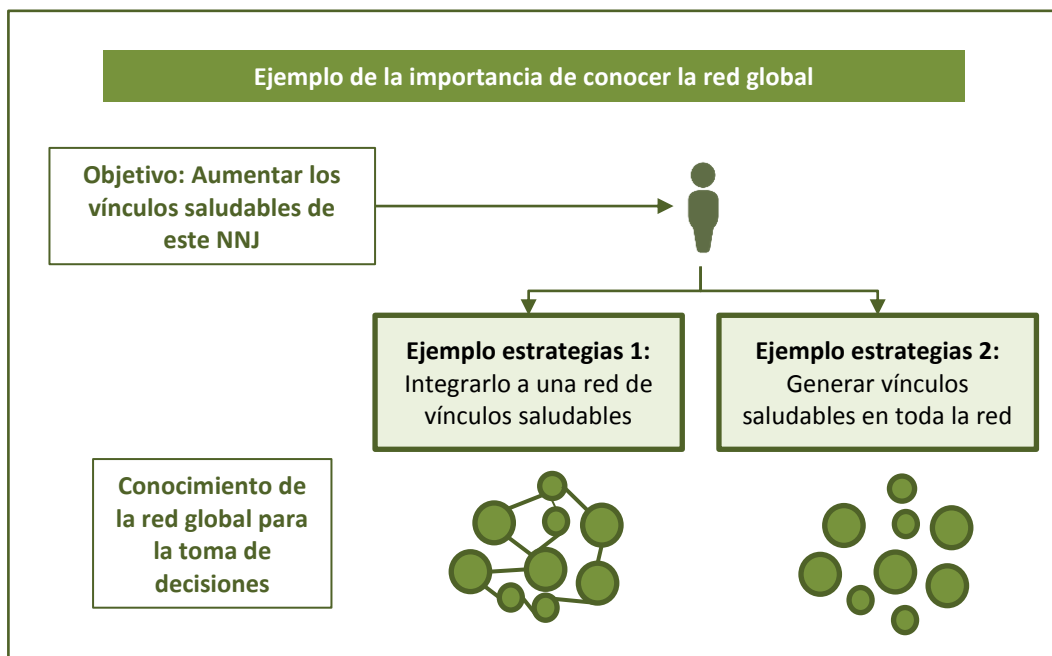 Ejemplo de la importancia de conocer la red global
Objetivo: Aumentar los
vínculos saludables de
este NNJ
Ejemplo estrategias 1:
Integrarlo a una red de
vínculos saludables
Ejemplo estrategias 2:
Generar vínculos
saludables en toda la red
Conocimiento de
la red global para
la toma de
decisiones